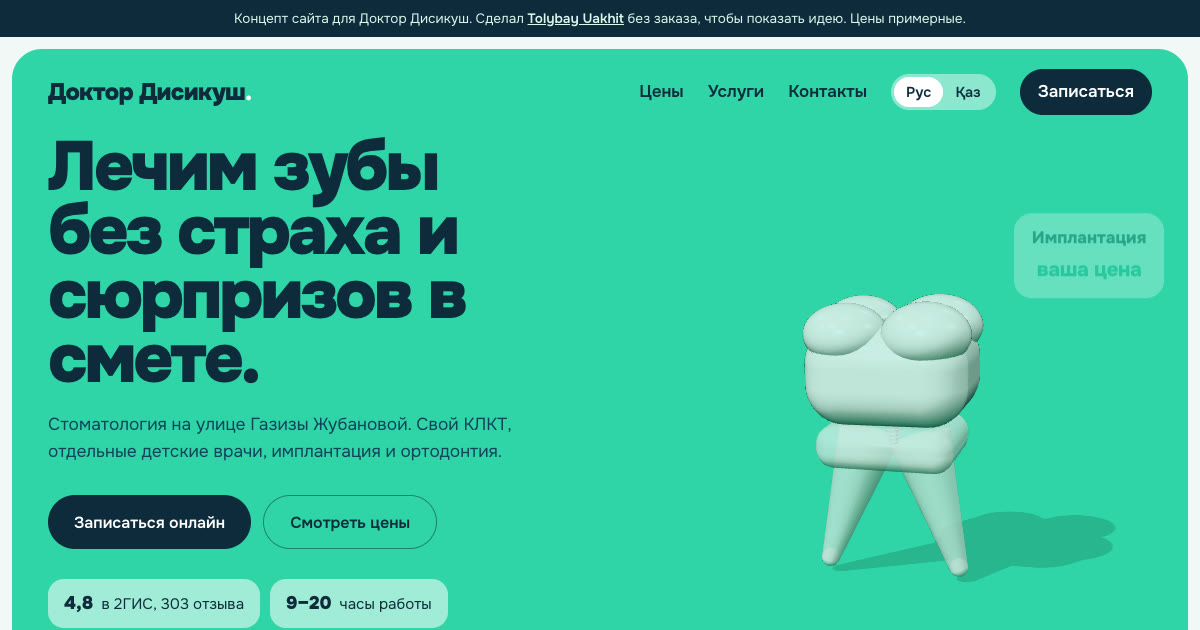 Концепт сайта для Доктор Дисикуш. Сделал Tolybay Uakhit без заказа, чтобы показать идею. Цены примерные.
Доктор Дисикуш.
Цены
Услуги
Контакты
Рус
Қаз
Записаться
Лечим зубы
без страха и
сюрпризов в
смете.
Имплантация
ваша цена
Стоматология на улице Газизы Жубановой. Свой КЛКТ,
отдельные детские врачи, имплантация и ортодонтия.
Записаться онлайн
Смотреть цены
4,8 в 2ГИС, 303 отзыва
9–20 часы работы